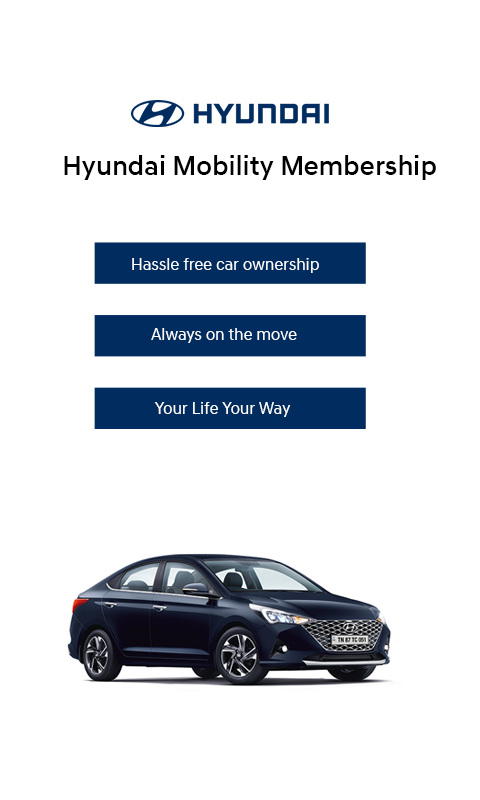 HYUNDAI
Hyundai Mobility Membership
Hassle free car ownership
Always on the move
Your Life Your Way
TN 87 TC 051